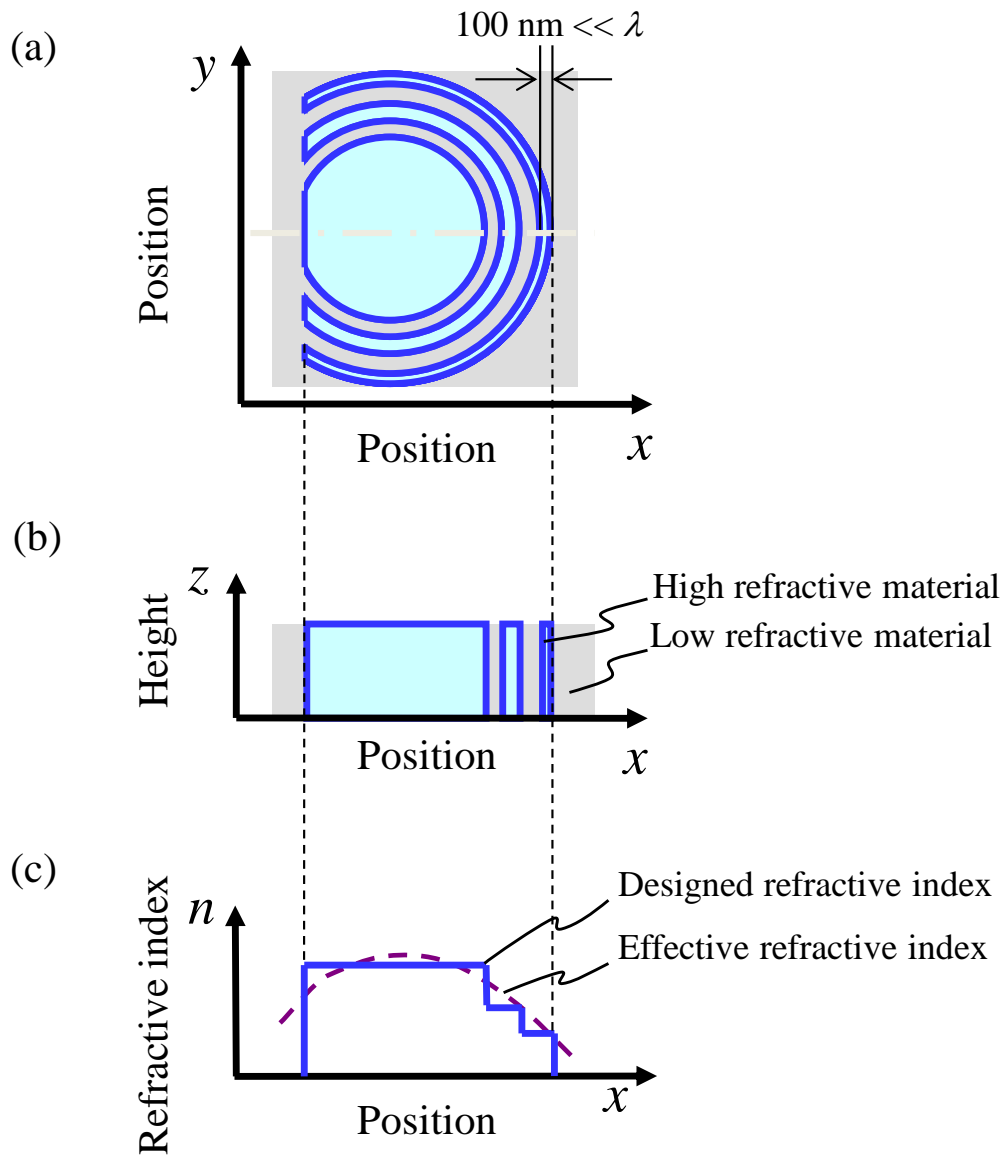 (a)
100 nm << λ
y
Position
Position
x
(b)
z
Height
High refractive material
Low refractive material
Position
x
(c)
n
Refractive index
Designed refractive index
Effective refractive index
Position
x